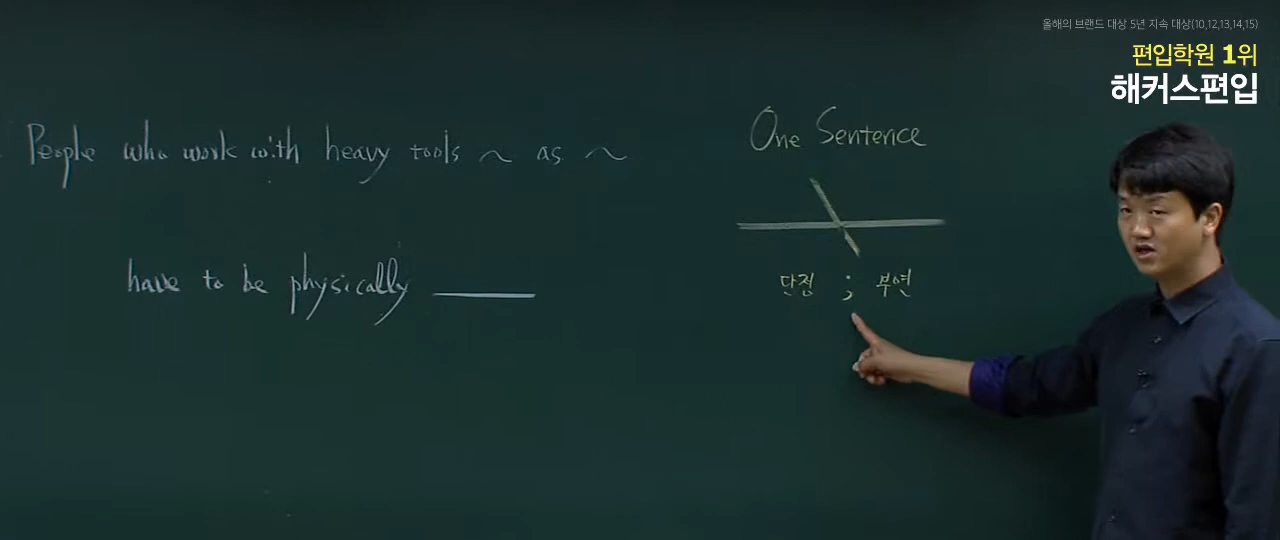 올해의 브랜드 대상 5년 지속 대상(10,12,13,14,15)
편입학원 1위
해커스편입
People who work with heavy tools ~ as ~
have to be physically ____
One Sentence
단정 ; 부연